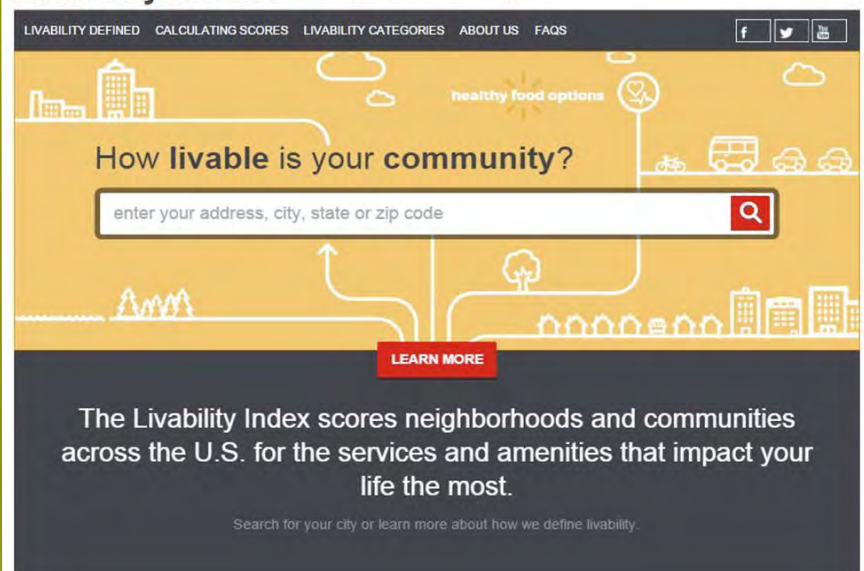 LIVABILITY DEFINED CALCULATING SCORES LIVABILITY CATEGORIES ABOUT US FAQS
healthy food options
How livable is your community?
enter your address, city, state or zip code
LEARN MORE
The Livability Index scores neighborhoods and communities
across the U.S. for the services and amenities that impact your
life the most.
Search for your city or learn more about how we define livability.